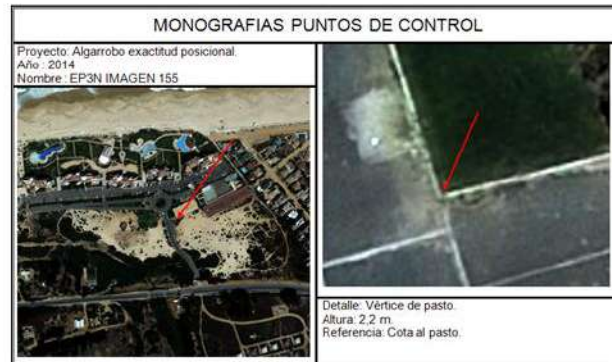 MONOGRAFIAS PUNTOS DE CONTROL
Proyecto: Algarrobo exactitud posicional.
Año : 2014
Nombre : EP3N IMAGEN 155
Detalle: Vértice de pasto.
Altura: 2,2 m.
Referencia: Cota al pasto.